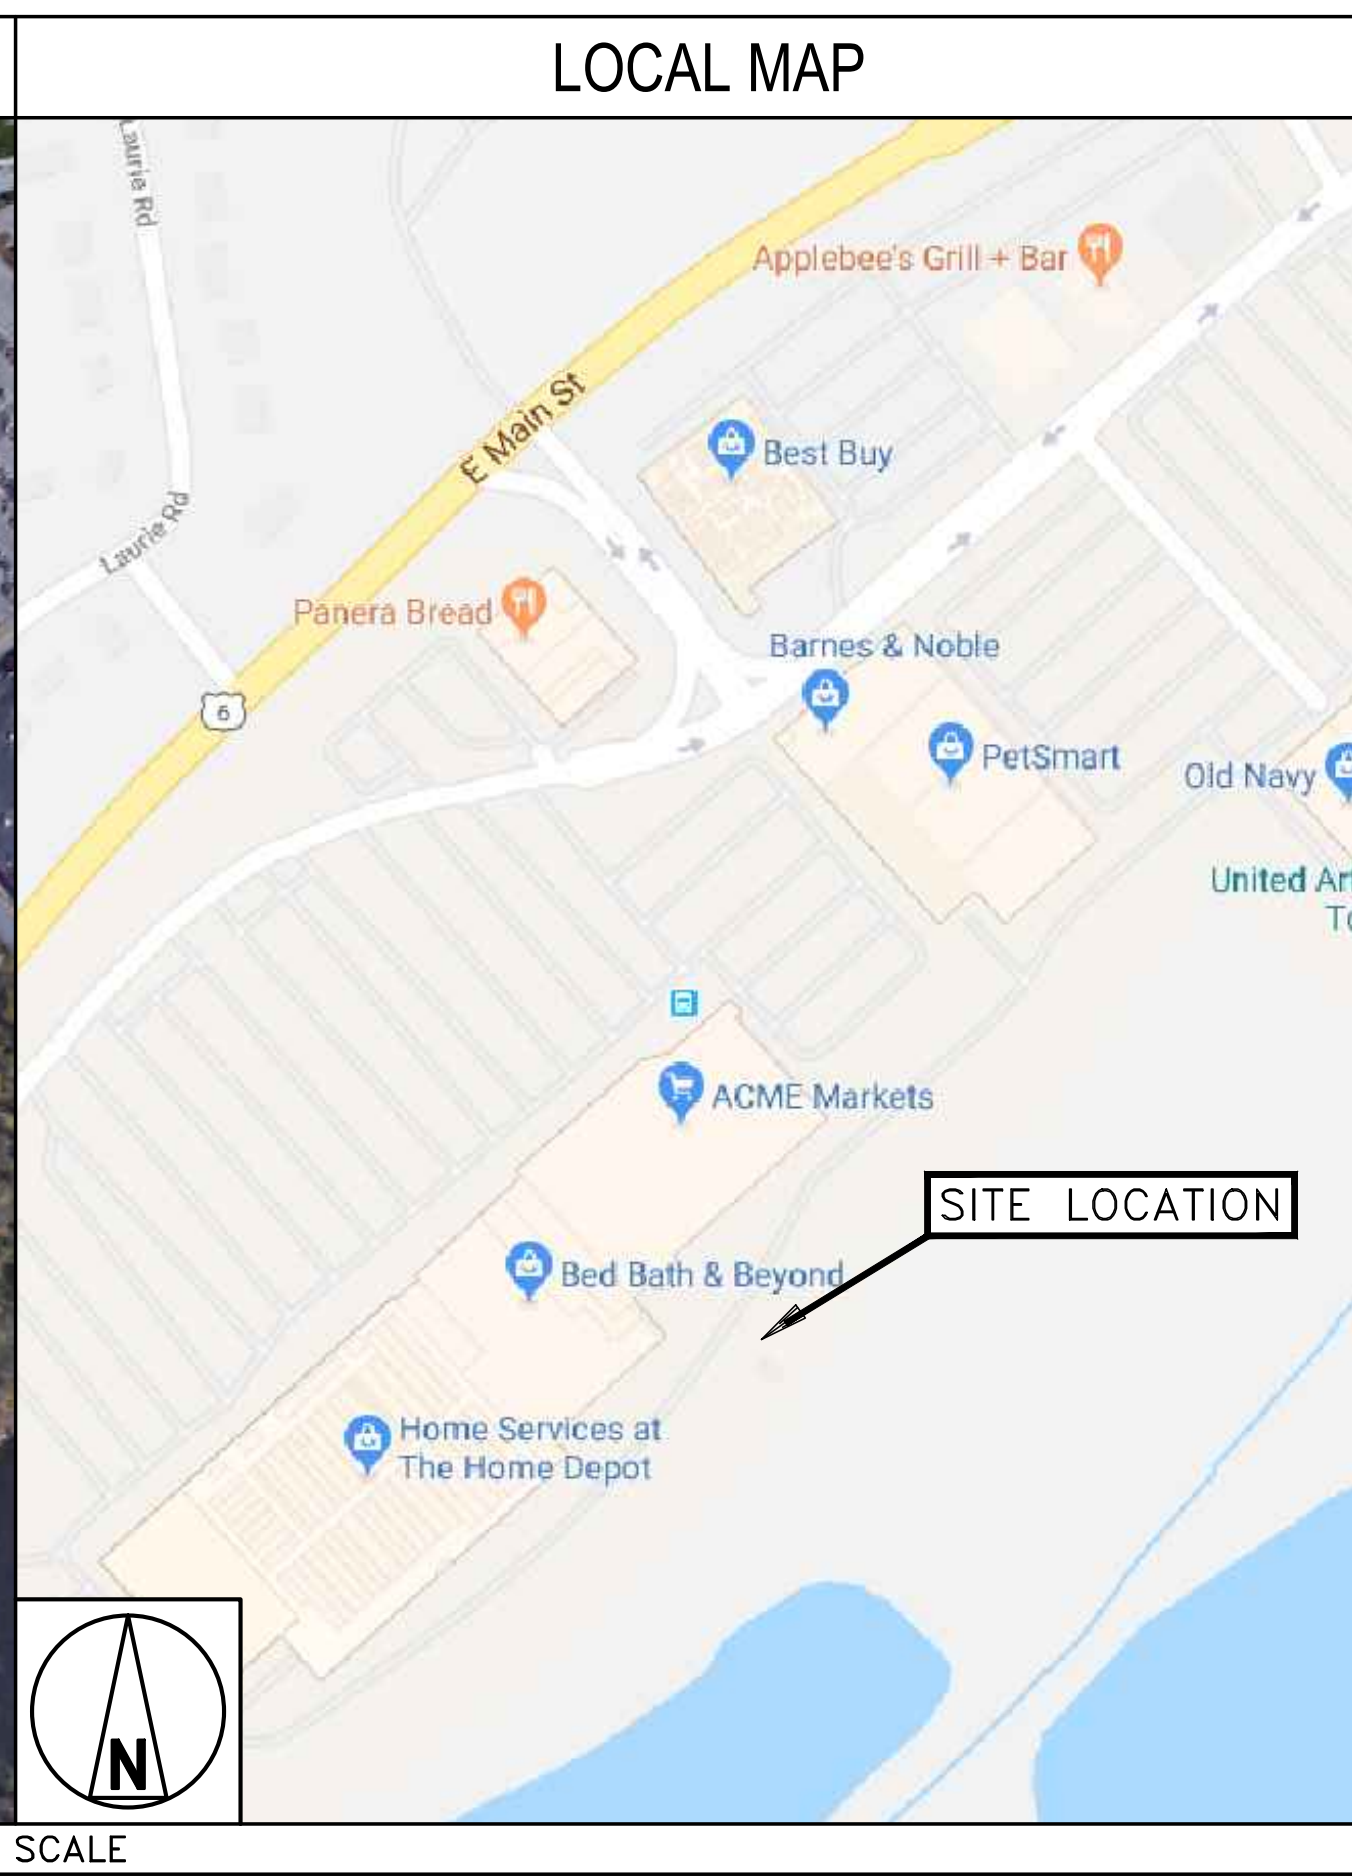 LOCAL MAP
Laurie Rd
Applebee's Grill + Bar
E Main St
Best Buy
Laurie Rd
Panera Bread
Barnes & Noble
6
PetSmart
Old Navy
United
ACME Markets
SITE LOCATION
Bed Bath & Beyond
Home Services at
The Home Depot
N
SCALE